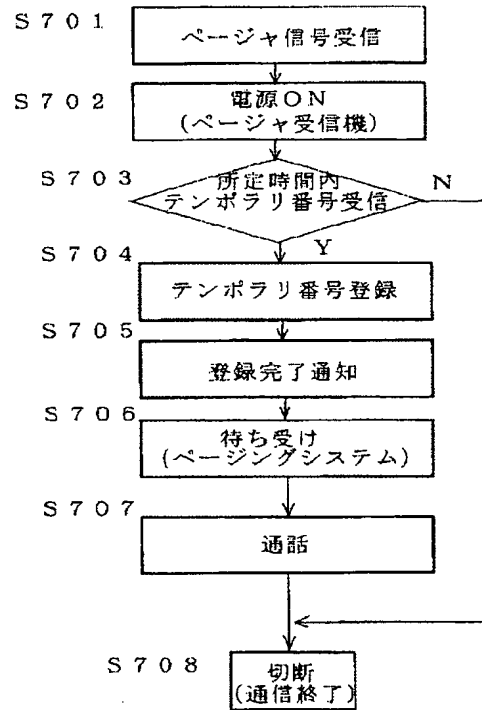 S701
ページャ信号受信
S702
電源ON
(ページャ受信機)
S703
所定時間内
テンポラリ番号受信
N
Y
S704
テンポラリ番号登録
S705
登録完了通知
S706
待ち受け
(ページングシステム)
S707
通話
S708
切断
(通信終了)